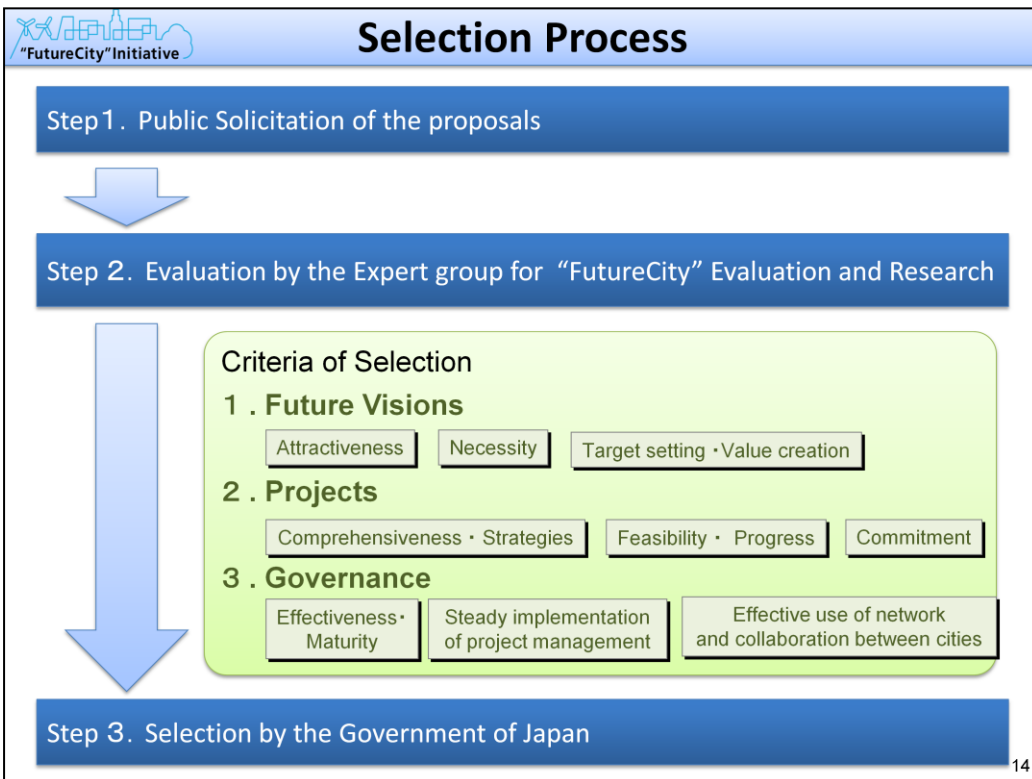 "FutureCity"Initiative
Selection Process
Step１. Public Solicitation of the proposals
Step ２. Evaluation by the Expert group for “FutureCity” Evaluation and Research
Criteria of Selection
１. Future Visions
Attractiveness
Necessity
Target setting・Value creation
２. Projects
Comprehensiveness・Strategies
Feasibility・ Progress
Commitment
３. Governance
Effectiveness・
Maturity
Steady implementation
of project management
Effective use of network
and collaboration between cities
Step ３. Selection by the Government of Japan
14